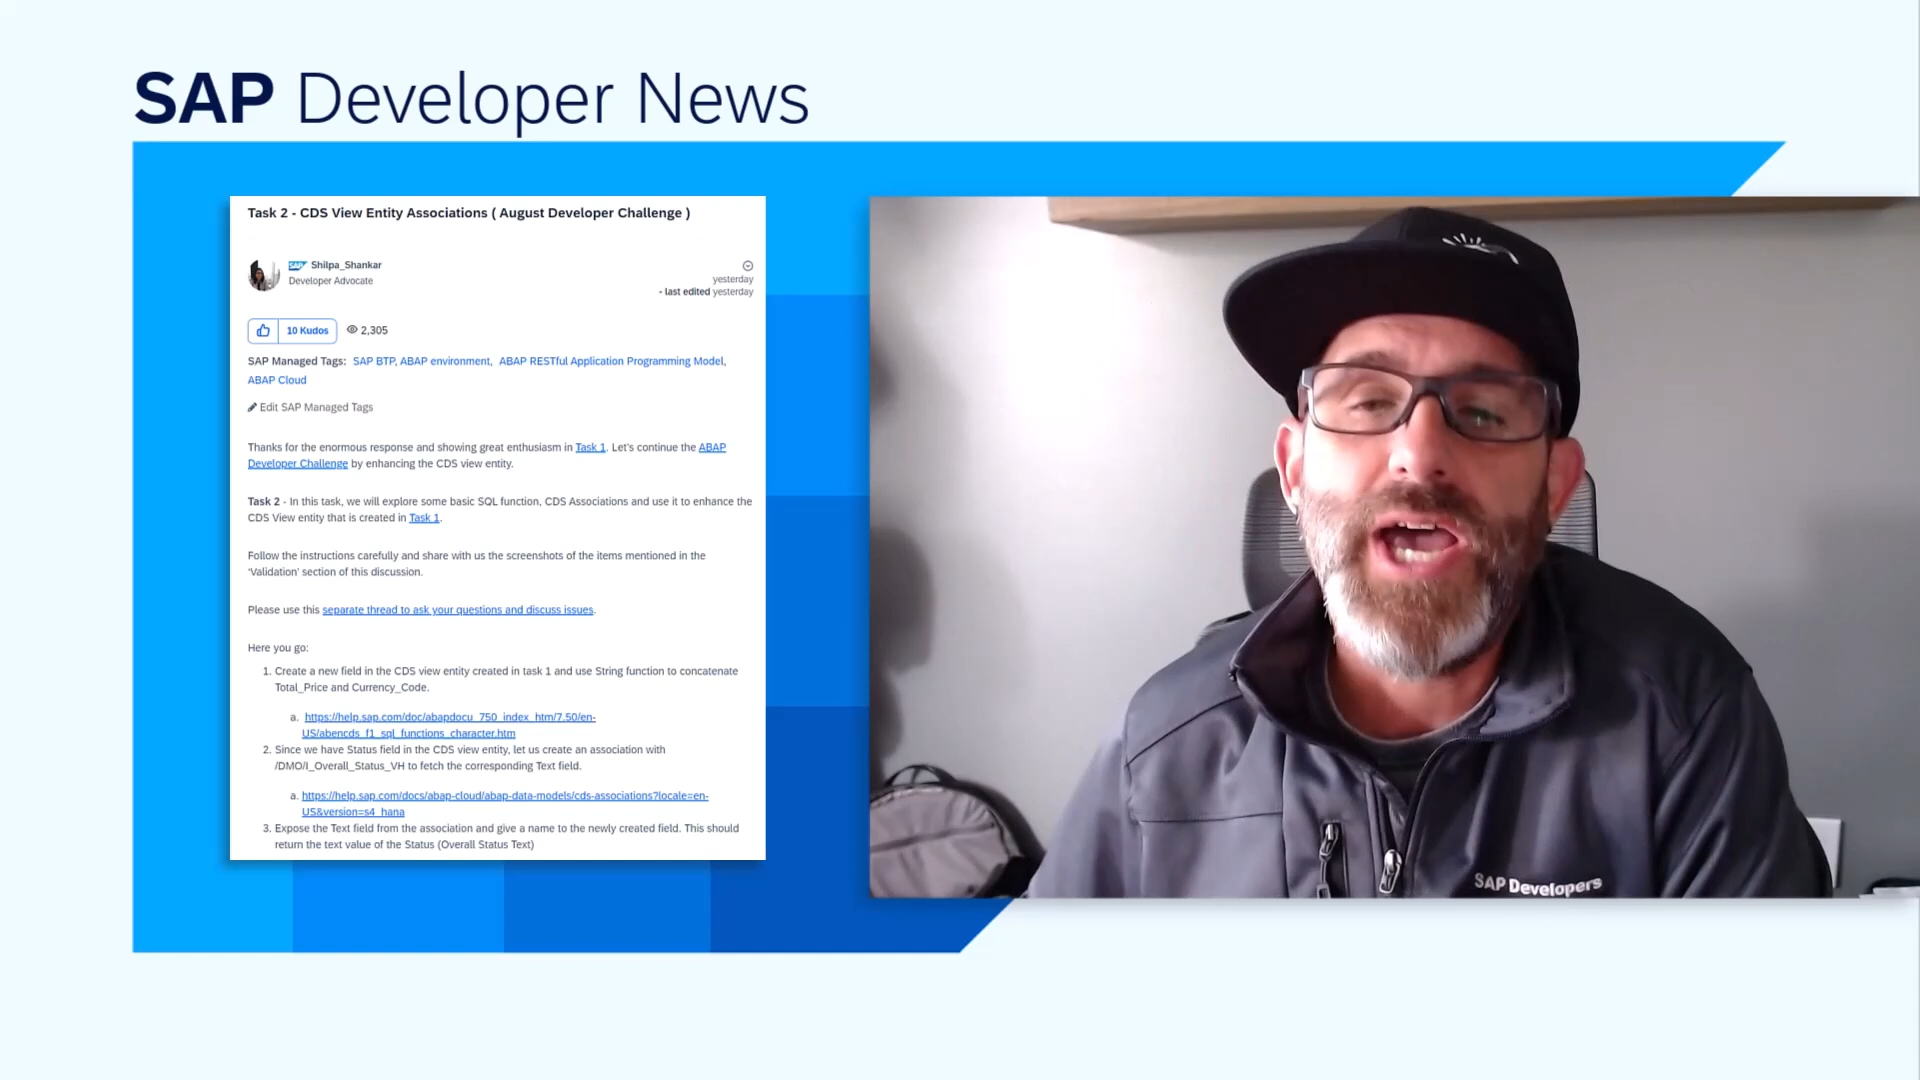 SAP Developer News
Task 2 - CDS View Entity Associations ( August Developer Challenge )
SAP Shilpa_Shankar
Developer Advocate
yesterday
- last edited yesterday
10 Kudos 2,305
SAP Managed Tags: SAP BTP, ABAP environment, ABAP RESTful Application Programming Model,
ABAP Cloud
Edit SAP Managed Tags
Thanks for the enormous response and showing great enthusiasm in Task 1. Let's continue the ABAP
Developer Challenge by enhancing the CDS view entity.
Task 2 - In this task, we will explore some basic SQL function, CDS Associations and use it to enhance the
CDS View entity that is created in Task 1.
Follow the instructions carefully and share with us the screenshots of the items mentioned in the
‘Validation’ section of this discussion.
Please use this separate thread to ask your questions and discuss issues.
Here you go:
1. Create a new field in the CDS view entity created in task 1 and use String function to concatenate
Total_Price and Currency_Code.
a. https://help.sap.com/doc/abapdocu_750_index_htm/7.50/en-
US/abencds_f1_sql_functions_character.htm
2. Since we have Status field in the CDS view entity, let us create an association with
/DMO/I_Overall_Status_VH to fetch the corresponding Text field.
a. https://help.sap.com/docs/abap-cloud/abap-data-models/cds-associations?locale=en-
US&version=s4_hana
3. Expose the Text field from the association and give a name to the newly created field. This should
return the text value of the Status (Overall Status Text)
SAP Developers